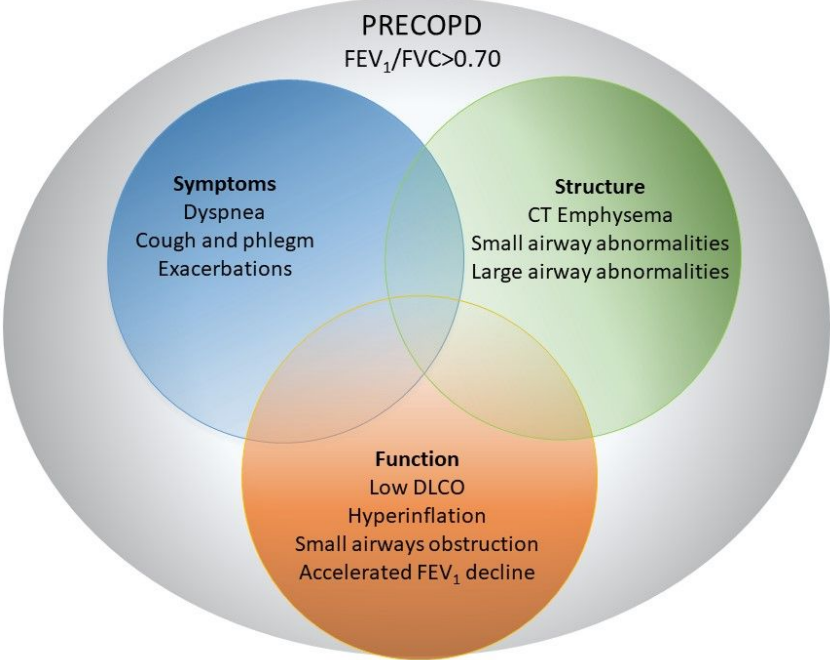 PRECOPD
FEV₁/FVC>0.70
Symptoms
Dyspnea
Cough and phlegm
Exacerbations
Structure
CT Emphysema
Small airway abnormalities
Large airway abnormalities
Function
Low DLCO
Hyperinflation
Small airways obstruction
Accelerated FEV₁ decline